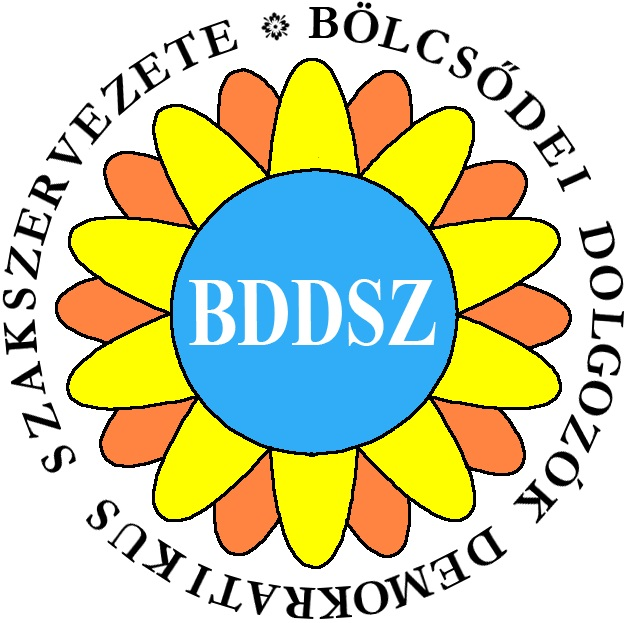 BÖLCSŐDEI DOLGOZÓK DEMOKRATIKUS SZAKSZERVEZETE
BDDSZ